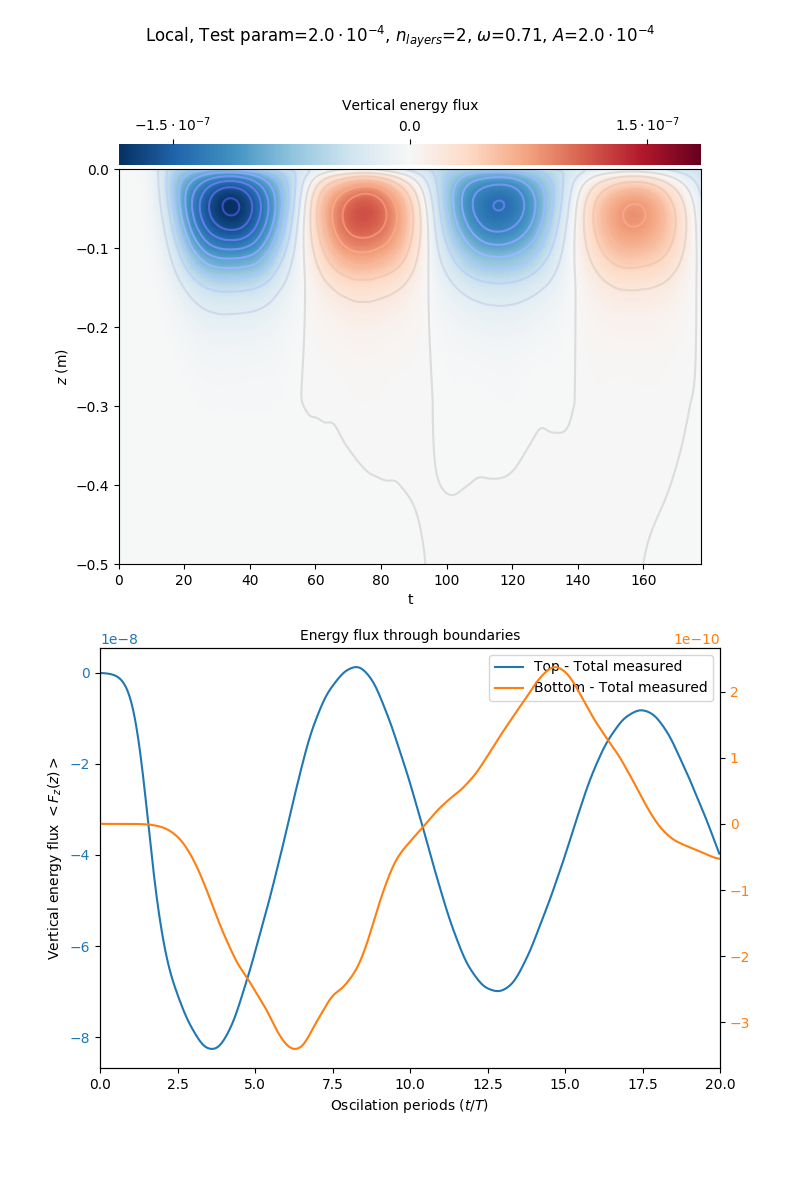 Local, Test param=2.0 · 10⁻⁴, n_layers=2, ω=0.71, A=2.0 · 10⁻⁴
Vertical energy flux
−1.5 · 10⁻⁷ 0.0 1.5 · 10⁻⁷
0.0
−0.1
−0.2
−0.3
−0.4
−0.5
z (m)
0 20 40 60 80 100 120 140 160
t
Energy flux through boundaries
1e−8 1e−10
Top - Total measured
Bottom - Total measured
0
−2
−4
−6
−8
Vertical energy flux < F_z(z) >
2
1
0
−1
−2
−3
0.0 2.5 5.0 7.5 10.0 12.5 15.0 17.5 20.0
Oscilation periods (t/T)